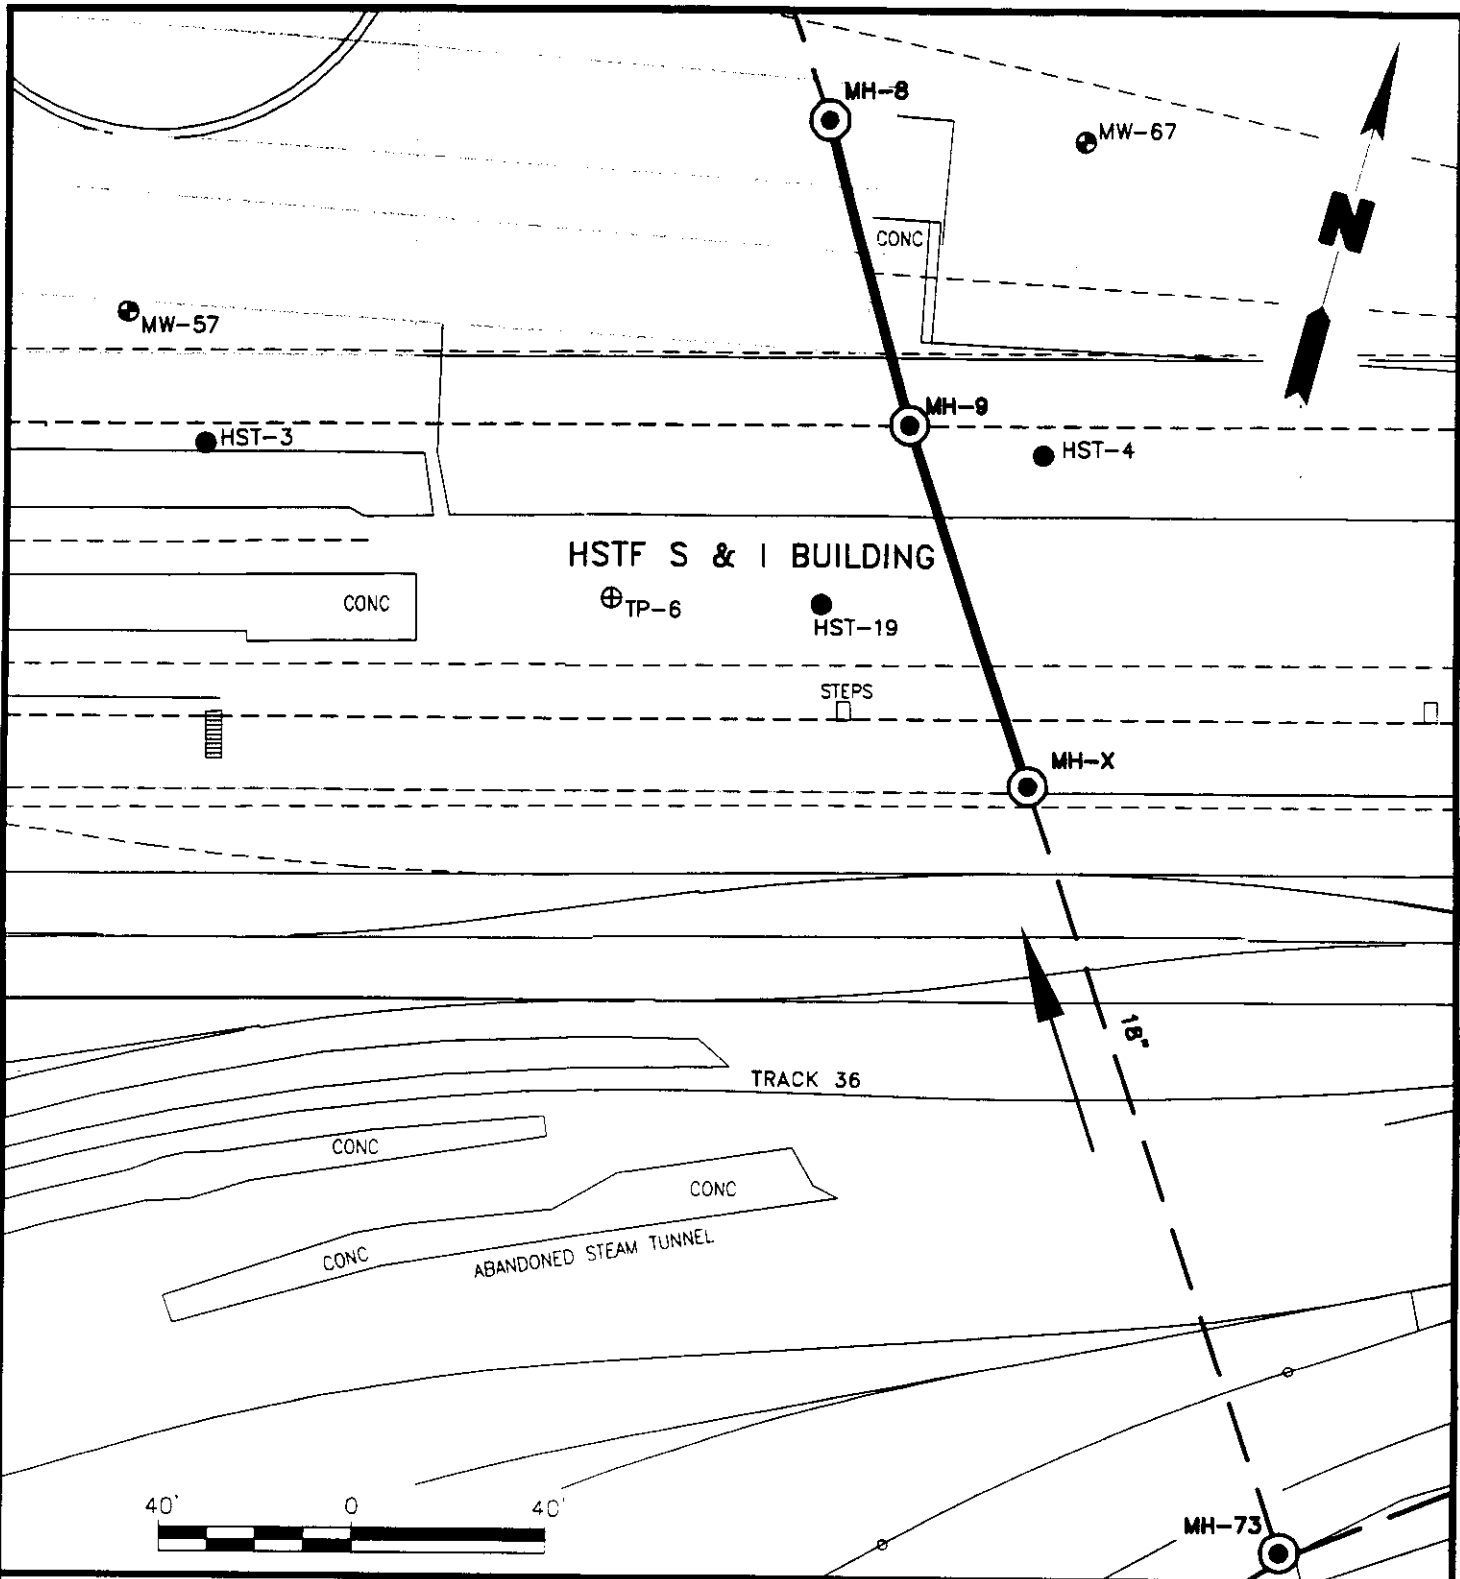 MH-8
MW-67
N
CONC
MW-57
MH-9
HST-3
HST-4
HSTF S & I BUILDING
CONC
TP-6
HST-19
STEPS
MH-X
18"
TRACK 36
CONC
CONC
CONC
ABANDONED STEAM TUNNEL
40' 0 40'
MH-73